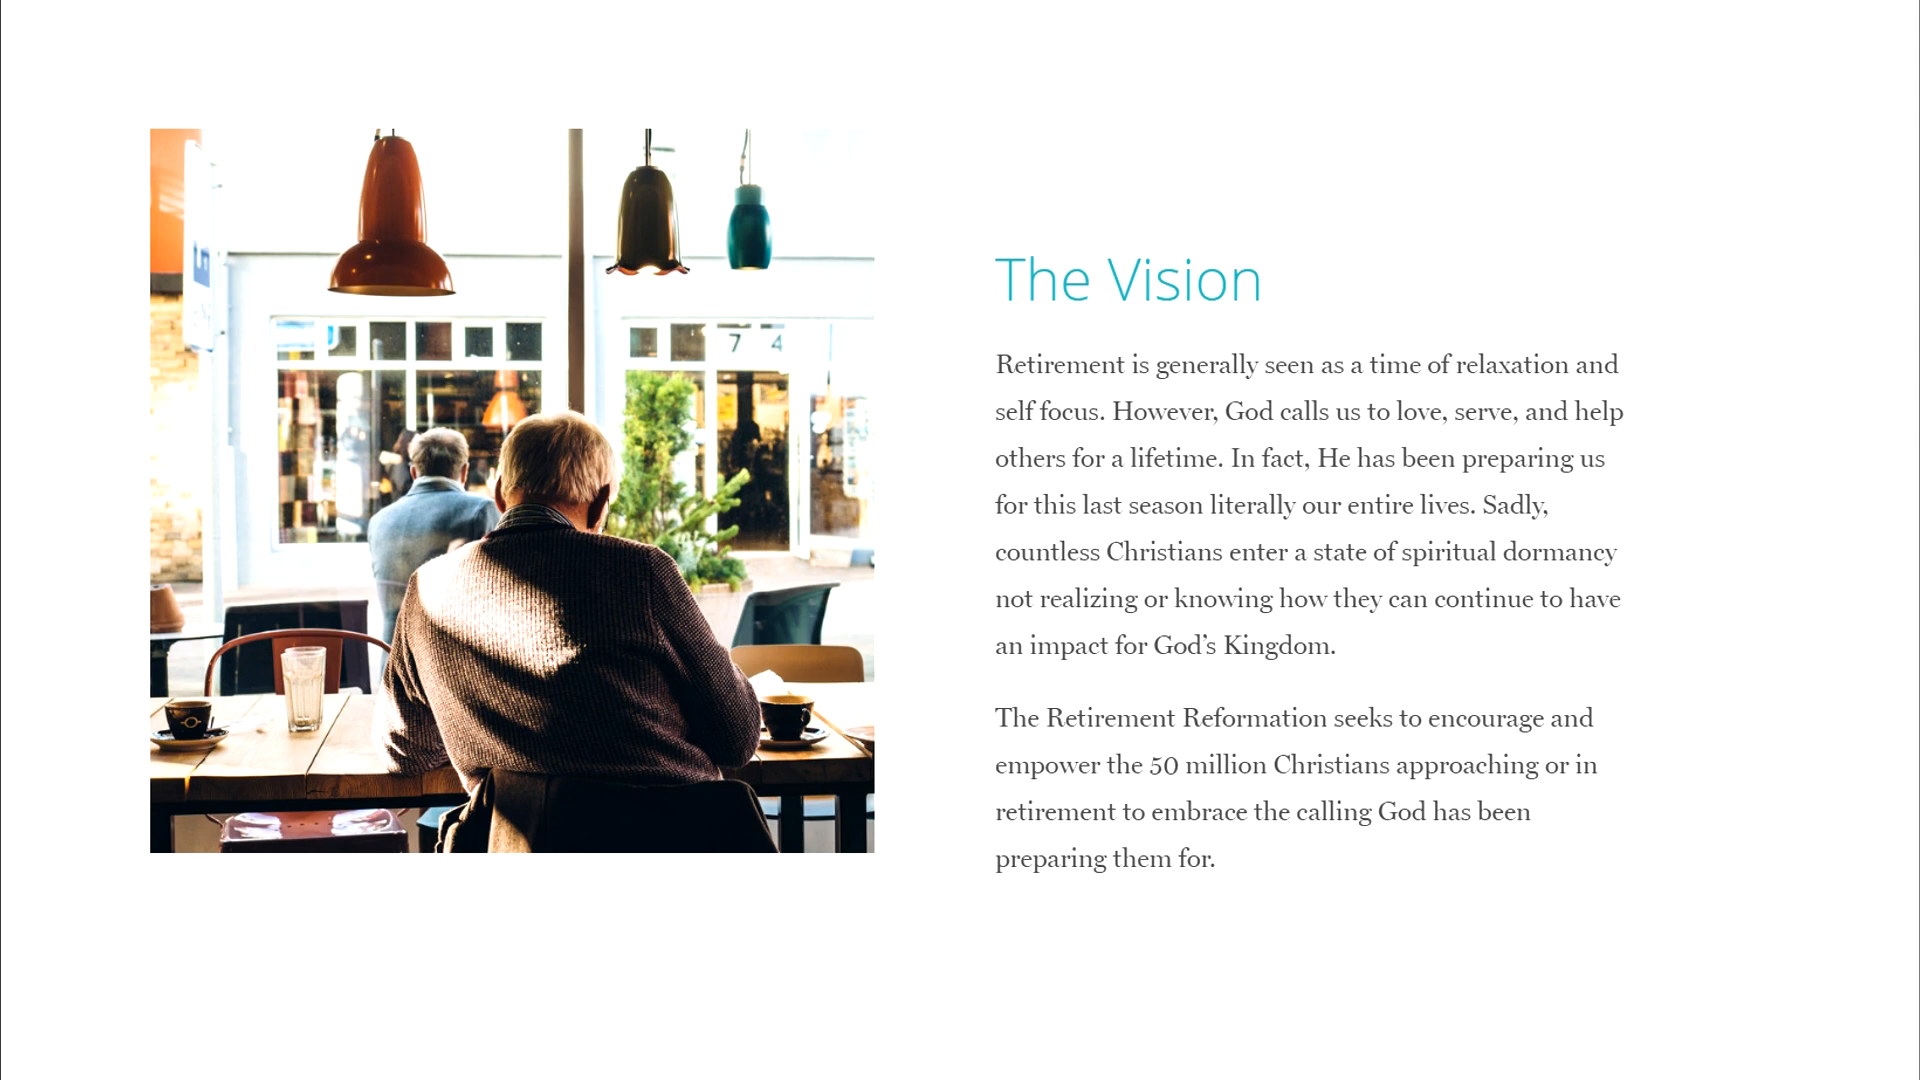 7 4
The Vision
Retirement is generally seen as a time of relaxation and
self focus. However, God calls us to love, serve, and help
others for a lifetime. In fact, He has been preparing us
for this last season literally our entire lives. Sadly,
countless Christians enter a state of spiritual dormancy
not realizing or knowing how they can continue to have
an impact for God’s Kingdom.
The Retirement Reformation seeks to encourage and
empower the 50 million Christians approaching or in
retirement to embrace the calling God has been
preparing them for.